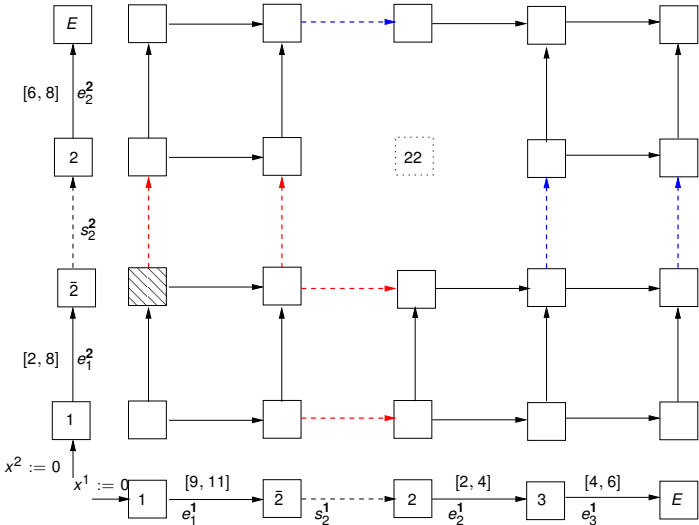 E
[6, 8] e₂²
2 22
s₂²
2̄
[2, 8] e₁²
1
x² := 0
x¹ := 0
1 [9, 11] 2̄ 2 [2, 4] 3 [4, 6] E
e₁¹ s₂¹ e₂¹ e₃¹